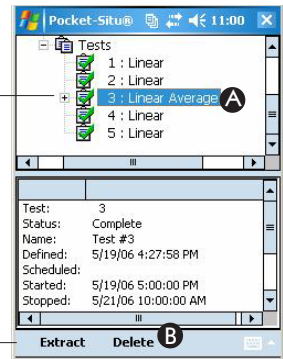 Pocket-Situ® 11:00
Tests
1 : Linear
2 : Linear
3 : Linear Average A
4 : Linear
5 : Linear
Test: 3
Status: Complete
Name: Test #3
Defined: 5/19/06 4:27:58 PM
Scheduled:
Started: 5/19/06 5:00:00 PM
Stopped: 5/21/06 10:00:00 AM
Extract Delete B